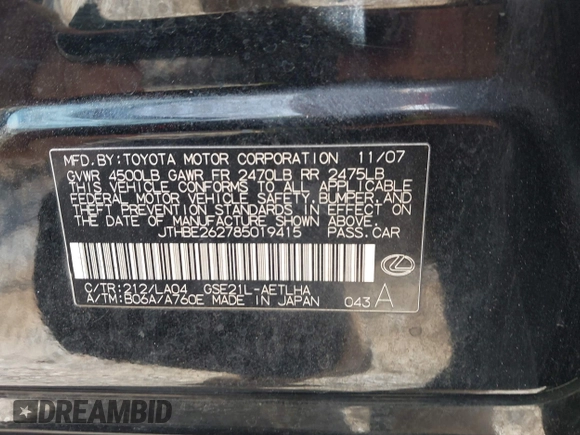 MFD.BY:TOYOTA MOTOR CORPORATION 11/07
GVWR 4500LB GAWR FR 2470LB RR 2475LB
THIS VEHICLE CONFORMS TO ALL APPLICABLE
FEDERAL MOTOR VEHICLE SAFETY,BUMPER,AND
THEFT PREVENTION STANDARDS IN EFFECT ON
THE DATE OF MANUFACTURE SHOWN ABOVE.
JTHBE262785019415 PASS.CAR
C/TR:212/LA04 GSE21L-AETLHA
A/TM:B06A/A760E MADE IN JAPAN 043 A
DREAMBID